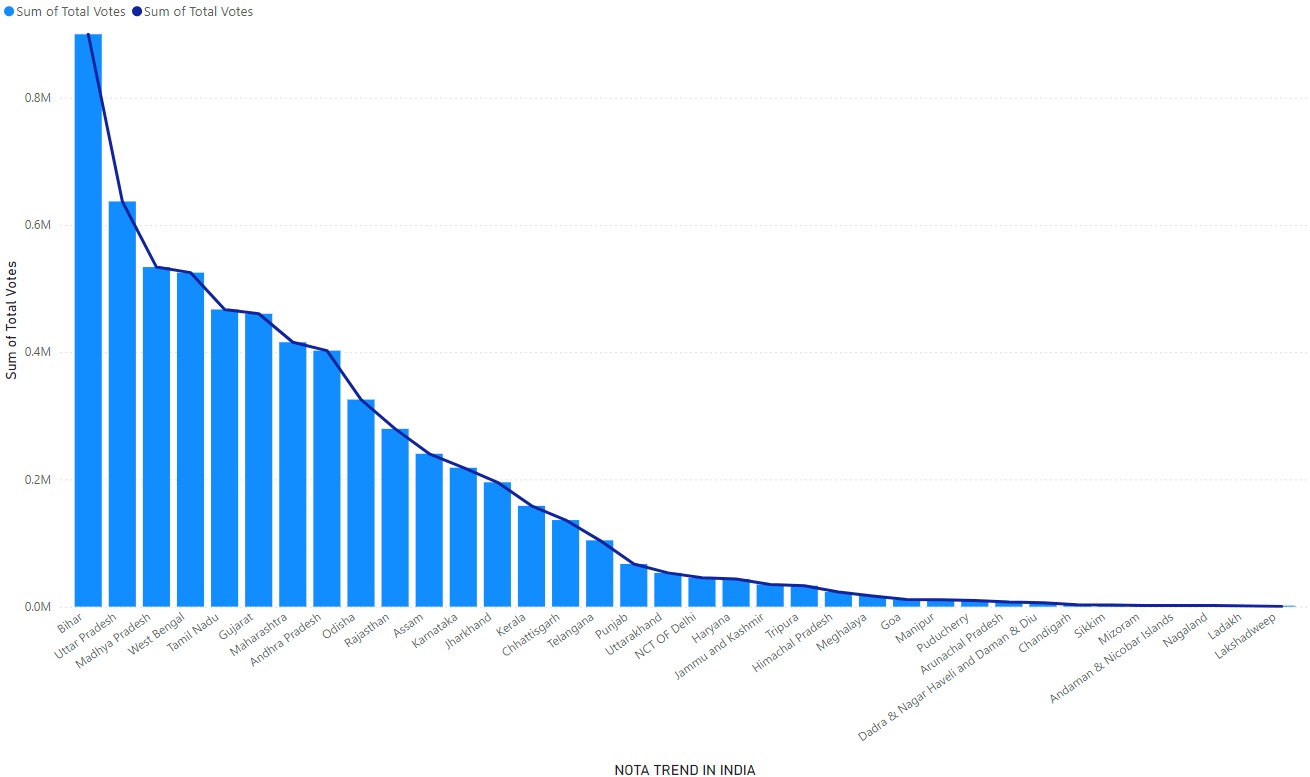 Sum of Total Votes Sum of Total Votes
Sum of Total Votes
0.8M
0.6M
0.4M
0.2M
0.0M
Bihar
Uttar Pradesh
Madhya Pradesh
West Bengal
Tamil Nadu
Gujarat
Maharashtra
Andhra Pradesh
Odisha
Rajasthan
Assam
Karnataka
Jharkhand
Kerala
Chhattisgarh
Telangana
Punjab
Uttarakhand
NCT OF Delhi
Haryana
Jammu and Kashmir
Tripura
Himachal Pradesh
Meghalaya
Goa
Manipur
Puducherry
Arunachal Pradesh
Dadra & Nagar Haveli and Daman & Diu
Chandigarh
Sikkim
Mizoram
Andaman & Nicobar Islands
Nagaland
Ladakh
Lakshadweep
NOTA TREND IN INDIA